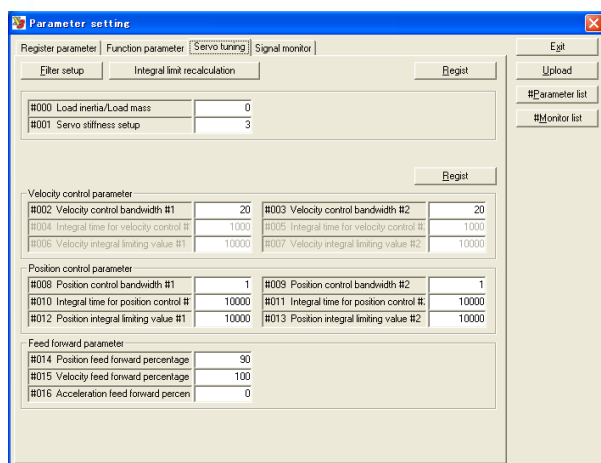 Parameter setting
Register parameter Function parameter Servo tuning Signal monitor
Exit
Filter setup Integral limit recalculation Regist
Upload
#Parameter list
#000 Load inertia/Load mass 0
#Monitor list
#001 Servo stiffness setup 3
Regist
Velocity control parameter
#002 Velocity control bandwidth #1 20 #003 Velocity control bandwidth #2 20
#004 Integral time for velocity control #1 1000 #005 Integral time for velocity control #2 1000
#006 Velocity integral limiting value #1 10000 #007 Velocity integral limiting value #2 10000
Position control parameter
#008 Position control bandwidth #1 1 #009 Position control bandwidth #2 1
#010 Integral time for position control #1 10000 #011 Integral time for position control #2 10000
#012 Position integral limiting value #1 10000 #013 Position integral limiting value #2 10000
Feed forward parameter
#014 Position feed forward percentage 90
#015 Velocity feed forward percentage 100
#016 Acceleration feed forward percen 0